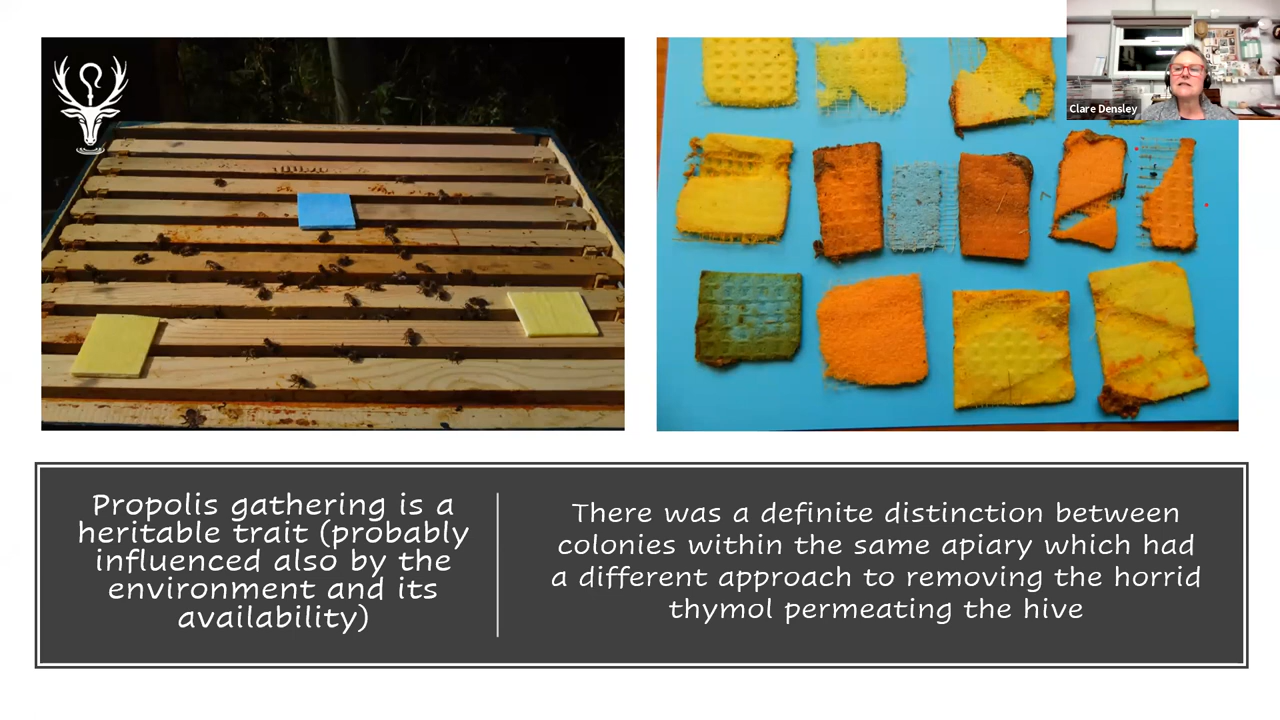 Clare Densley
Propolis gathering is a
heritable trait (probably
influenced also by the
environment and its
availability)
There was a definite distinction between
colonies within the same apiary which had
a different approach to removing the horrid
thymol permeating the hive